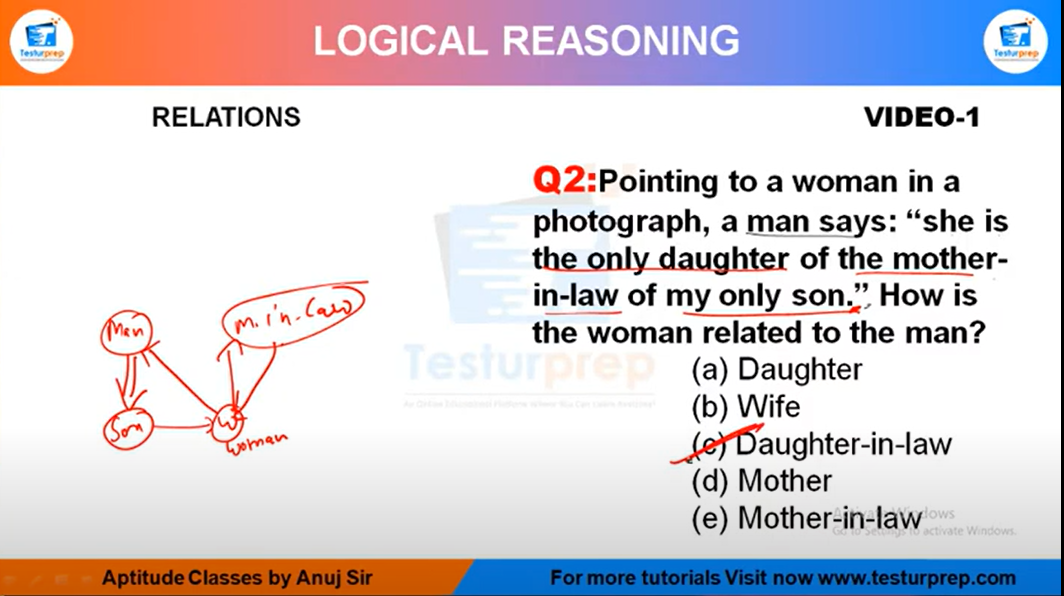 LOGICAL REASONING
Testurprep
Testurprep
RELATIONS
VIDEO-1
Q2:Pointing to a woman in a
photograph, a man says: “she is
the only daughter of the mother-
in-law of my only son.” How is
the woman related to the man?
(a) Daughter
(b) Wife
(c) Daughter-in-law
(d) Mother
(e) Mother-in-law
Man
m. in-law
Son
W
woman
Testurprep
An Online Educational Platform Where You Can Learn Anytime!
Activate Windows
Go to Settings to activate Windows.
Aptitude Classes by Anuj Sir
For more tutorials Visit now www.testurprep.com